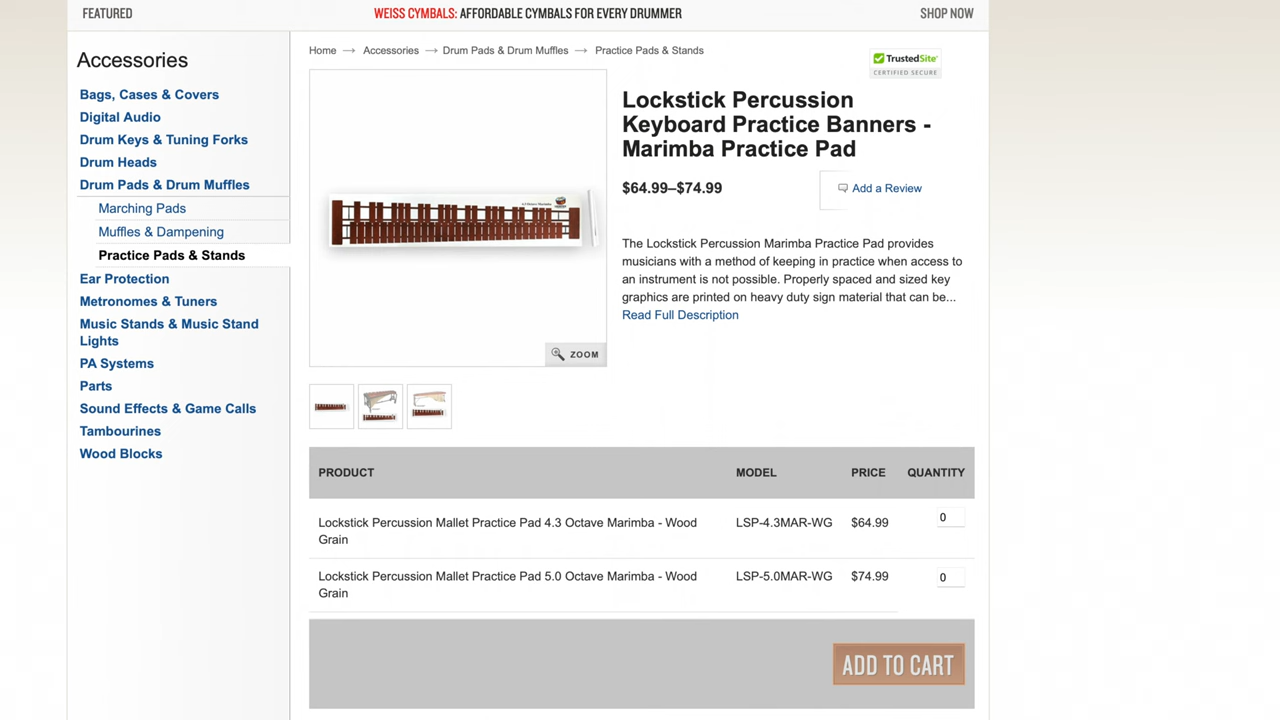 FEATURED
WEISS CYMBALS: AFFORDABLE CYMBALS FOR EVERY DRUMMER
SHOP NOW
Accessories
Bags, Cases & Covers
Digital Audio
Drum Keys & Tuning Forks
Drum Heads
Drum Pads & Drum Muffles
Marching Pads
Muffles & Dampening
Practice Pads & Stands
Ear Protection
Metronomes & Tuners
Music Stands & Music Stand
Lights
PA Systems
Parts
Sound Effects & Game Calls
Tambourines
Wood Blocks
Home → Accessories → Drum Pads & Drum Muffles → Practice Pads & Stands
TrustedSite
CERTIFIED SECURE
4.3 Octave Marimba
ZOOM
Lockstick Percussion
Keyboard Practice Banners -
Marimba Practice Pad
$64.99–$74.99
Add a Review
The Lockstick Percussion Marimba Practice Pad provides
musicians with a method of keeping in practice when access to
an instrument is not possible. Properly spaced and sized key
graphics are printed on heavy duty sign material that can be...
Read Full Description
PRODUCT MODEL PRICE QUANTITY
Lockstick Percussion Mallet Practice Pad 4.3 Octave Marimba - Wood
Grain
LSP-4.3MAR-WG $64.99 0
Lockstick Percussion Mallet Practice Pad 5.0 Octave Marimba - Wood
Grain
LSP-5.0MAR-WG $74.99 0
ADD TO CART